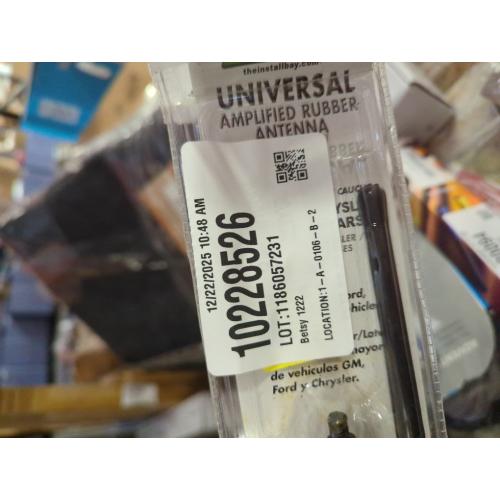 theinstallbay.com
UNIVERSAL
AMPLIFIED RUBBER
ANTENNA
12/22/2025 10:48 AM
10228526
LOT:1186057231
Betsy 1222
LOCATION:1-A-0106-B-2
de vehículos GM,
Ford y Chrysler.